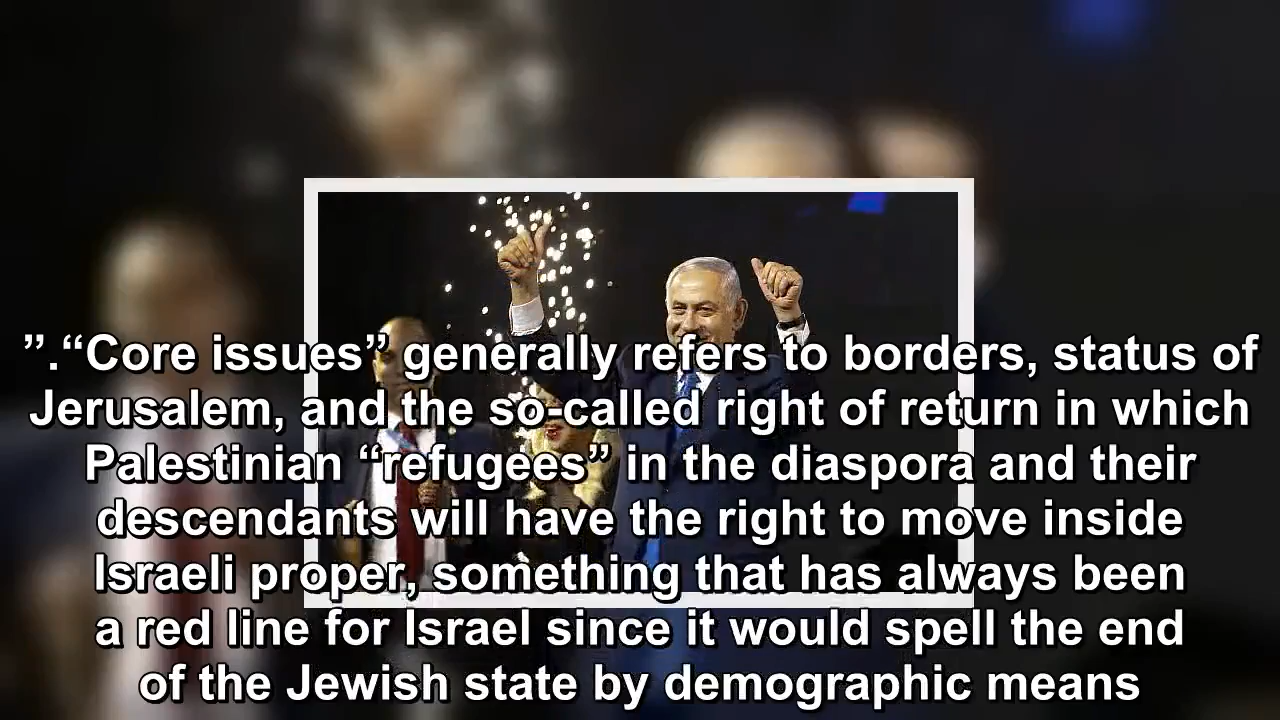 ”.“Core issues” generally refers to borders, status of
Jerusalem, and the so-called right of return in which
Palestinian “refugees” in the diaspora and their
descendants will have the right to move inside
Israeli proper, something that has always been
a red line for Israel since it would spell the end
of the Jewish state by demographic means